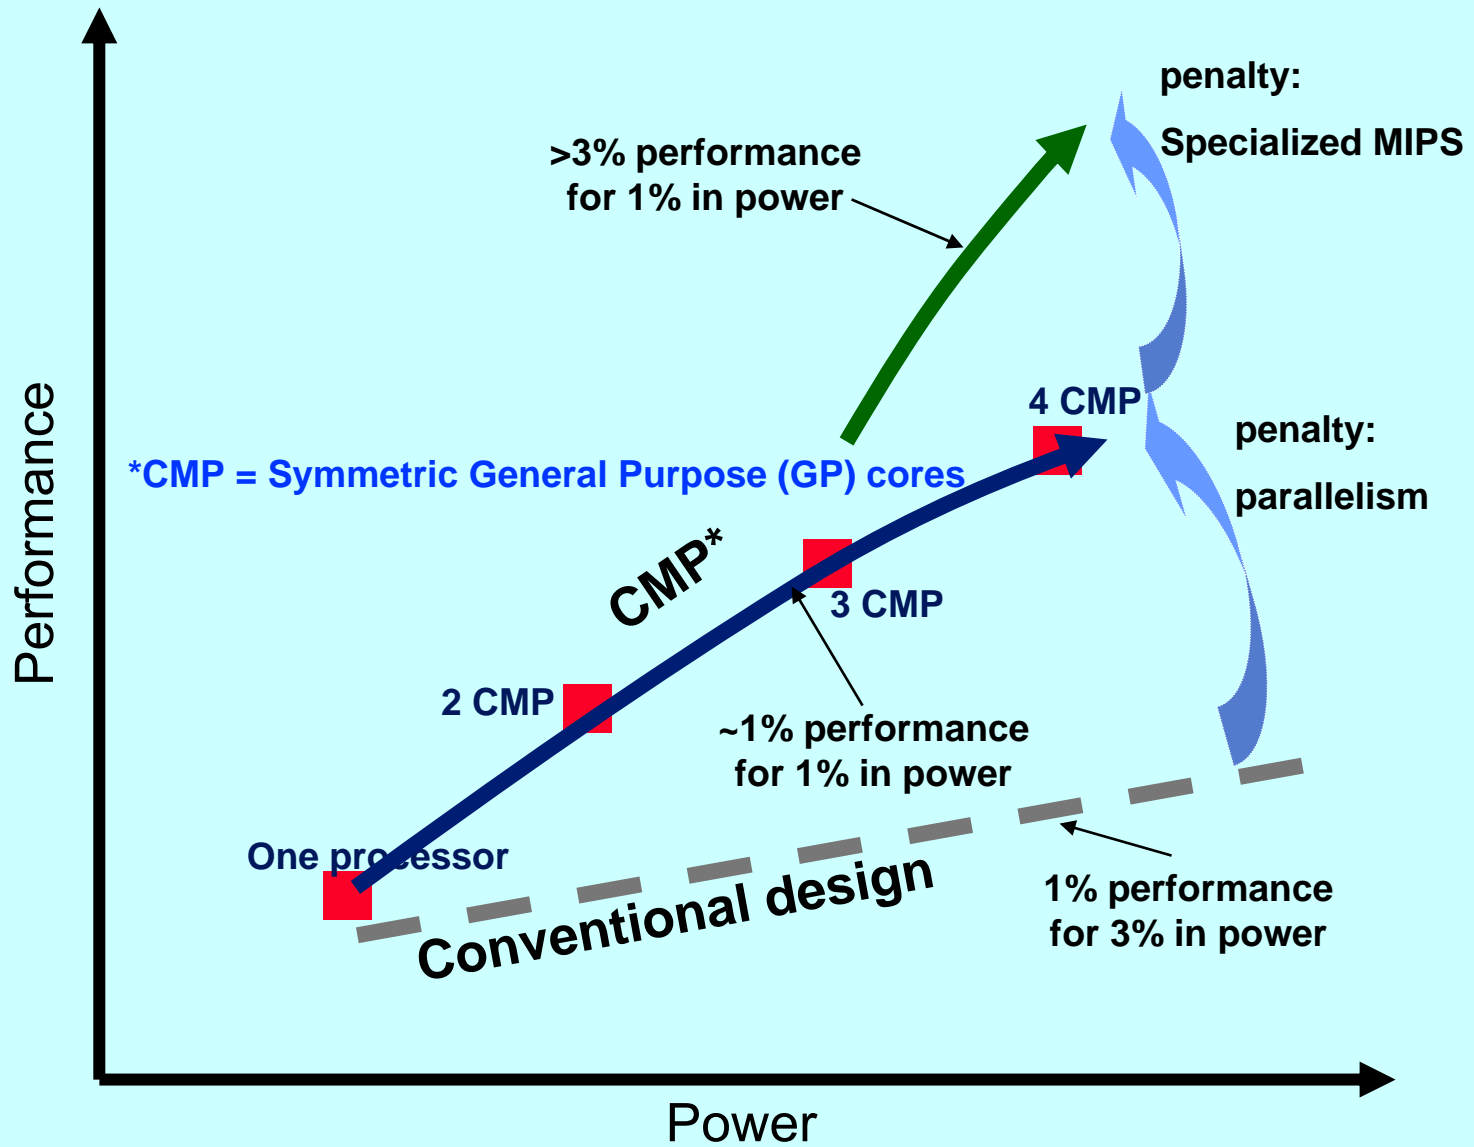 penalty:
Specialized MIPS
>3% performance
for 1% in power
4 CMP
penalty:
parallelism
*CMP = Symmetric General Purpose (GP) cores
CMP*
3 CMP
2 CMP
~1% performance
for 1% in power
One processor
Conventional design
1% performance
for 3% in power
Performance
Power